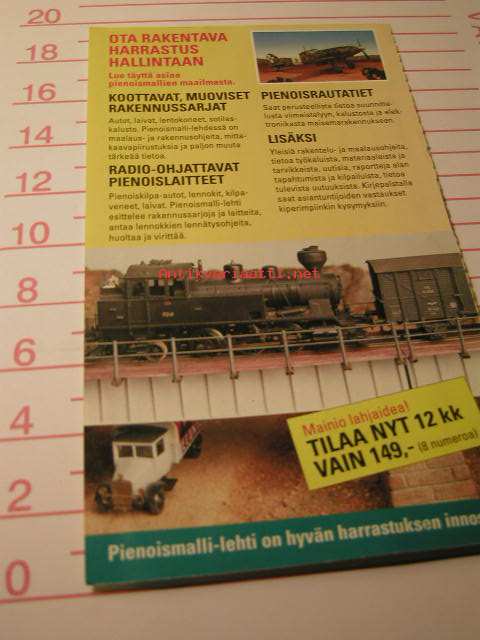 OTA RAKENTAVA
HARRASTUS
HALLINTAAN
Lue täyttä asiaa
pienoismallien maailmasta.
KOOTTAVAT, MUOVISET
RAKENNUSSARJAT
Autot, laivat, lentokoneet, sotilas-
kalusto. Pienoismalli-lehdessä on
maalaus- ja rakennusohjeita, mitta-
kaavapiirustuksia ja paljon muuta
tärkeää tietoa.
RADIO-OHJATTAVAT
PIENOISLAITTEET
Pienoiskilpa-autot, lennokit, kilpa-
veneet, laivat. Pienoismalli-lehti
esittelee rakennussarjoja ja laitteita,
antaa lennokkien lennätysohjeita,
huoltaa ja virittää.
PIENOISRAUTATIET
Saat perusteellista tietoa suunnitte-
lusta viimeistelyyn, kalustosta ja elekt-
roniikasta maisemarakennukseen.
LISÄKSI
Yleisiä rakentelu- ja maalausohjeita,
tietoa työkaluista, materiaaleista ja
tarvikkeista, uutisia, raportteja alan
tapahtumista ja kilpailuista, tietoa
tulevista uutuuksista. Kirjepalstalla
saat asiantuntijoiden vastaukset
kiperimpiinkin kysymyksiin.
Antikvariaatti.net
Mainio lahjaidea!
TILAA NYT 12 kk
VAIN 149,- (8 numeroa)
Pienoismalli-lehti on hyvän harrastuksen innos
20
18
16
14
12
10
8
6
4
2
0